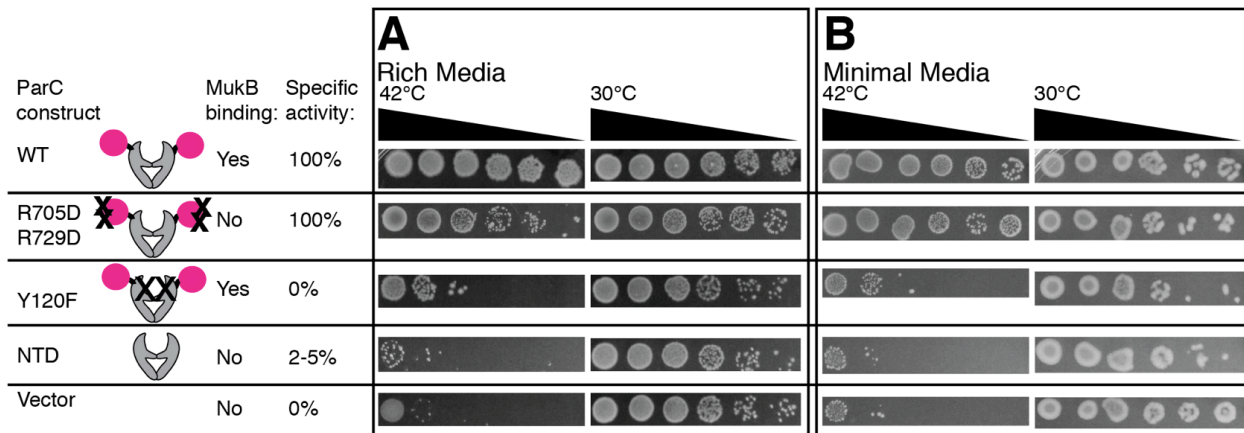 A
B
Rich Media
Minimal Media
42°C
30°C
42°C
30°C
ParC
construct
MukB
binding:
Specific
activity:
WT
Yes
100%
R705D
R729D
No
100%
Y120F
Yes
0%
NTD
No
2-5%
Vector
No
0%